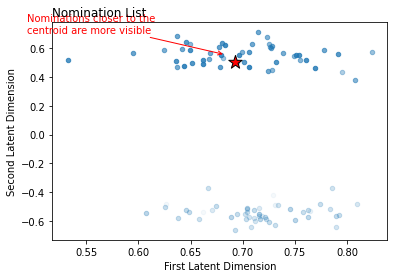 Nomination List
Nominations closer to the
centroid are more visible
Second Latent Dimension
0.6
0.4
0.2
0.0
−0.2
−0.4
−0.6
0.55
0.60
0.65
0.70
0.75
0.80
First Latent Dimension